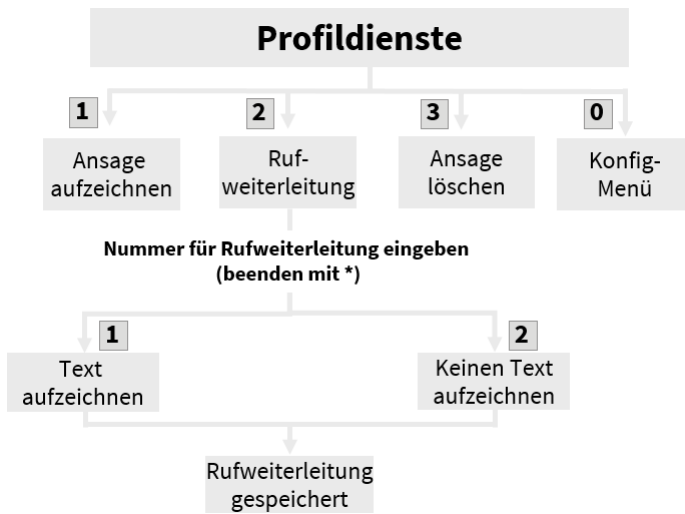 Profildienste
1
2
3
0
Ansage
aufzeichnen
Ruf-
weiterleitung
Ansage
löschen
Konfig-
Menü
Nummer für Rufweiterleitung eingeben
(beenden mit *)
1
2
Text
aufzeichnen
Keinen Text
aufzeichnen
Rufweiterleitung
gespeichert